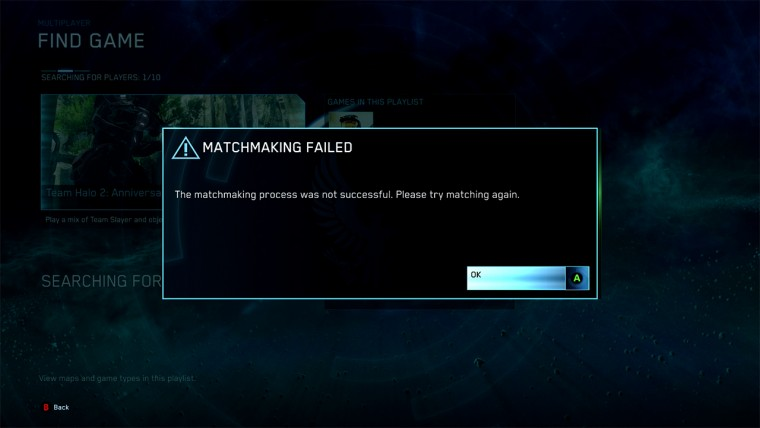 MULTIPLAYER
FIND GAME
SEARCHING FOR PLAYERS: 1/10
GAMES IN THIS PLAYLIST
MATCHMAKING FAILED
The matchmaking process was not successful. Please try matching again.
Team Halo 2: Anniversa
Play a mix of Team Slayer and obje
OK
A
SEARCHING FOR
View maps and game types in this playlist.
B Back